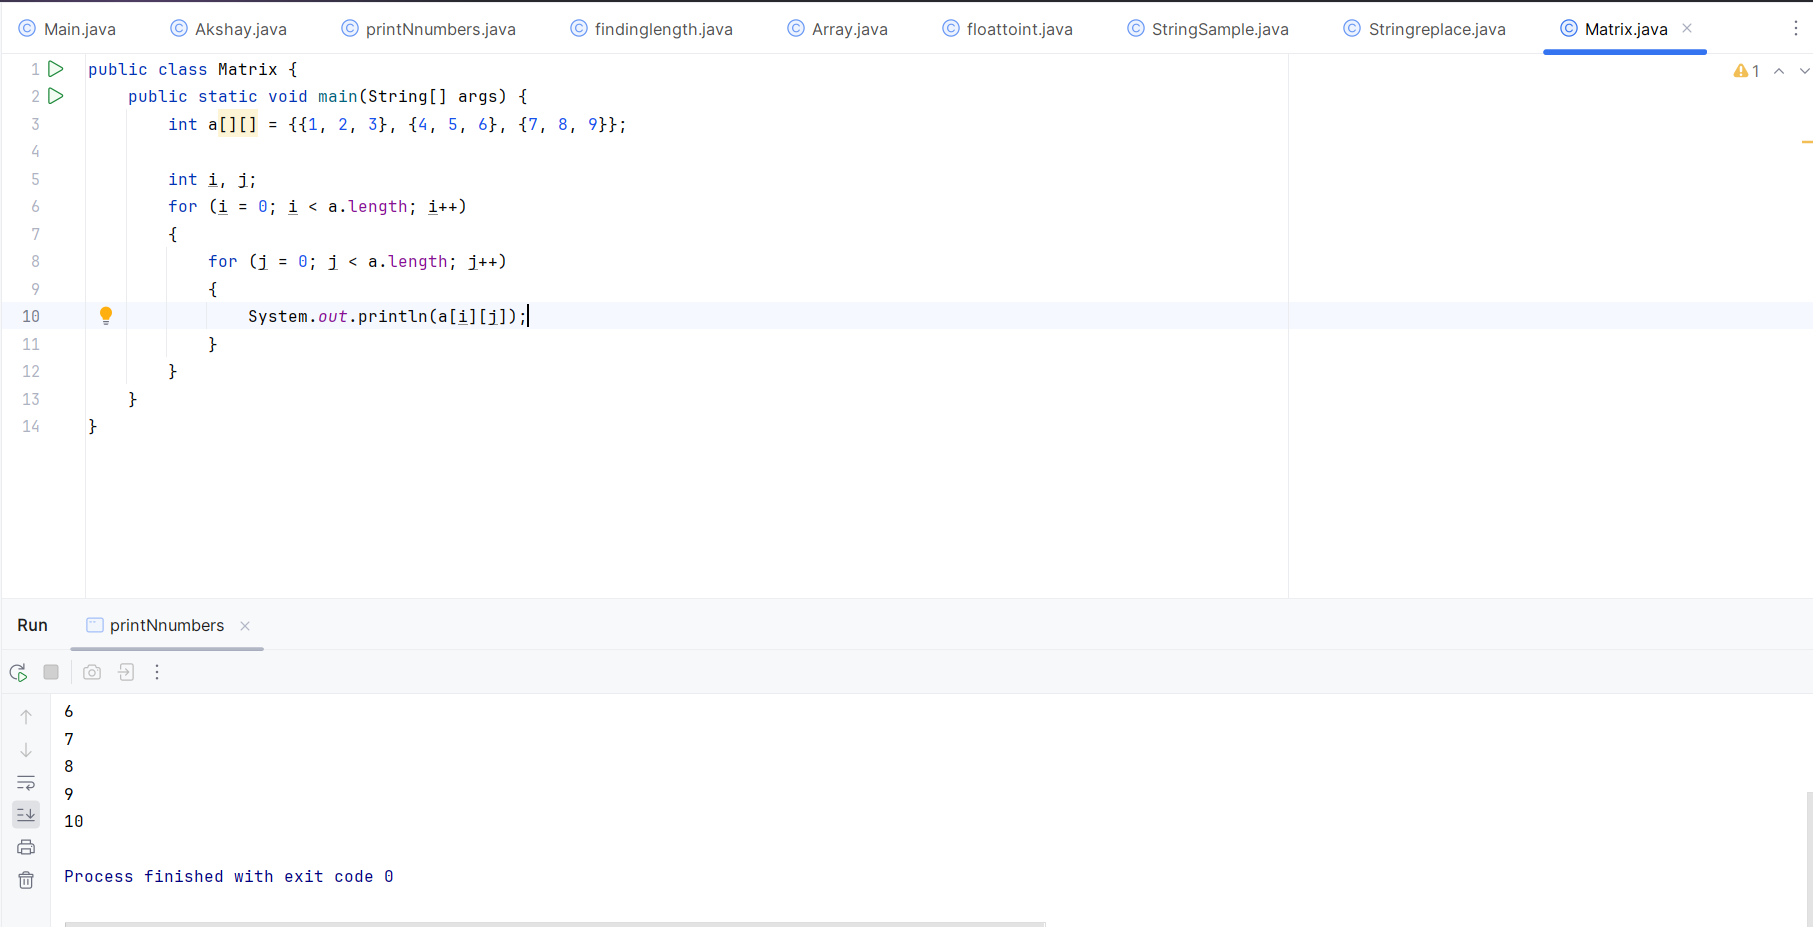 Main.java Akshay.java printNnumbers.java findinglength.java Array.java floattoint.java StringSample.java Stringreplace.java Matrix.java
1 public class Matrix { 1
2 public static void main(String[] args) {
3 int a[][] = {{1, 2, 3}, {4, 5, 6}, {7, 8, 9}};
4
5 int i, j;
6 for (i = 0; i < a.length; i++)
7 {
8 for (j = 0; j < a.length; j++)
9 {
10 System.out.println(a[i][j]);
11 }
12 }
13 }
14 }
Run printNnumbers
6
7
8
9
10
Process finished with exit code 0